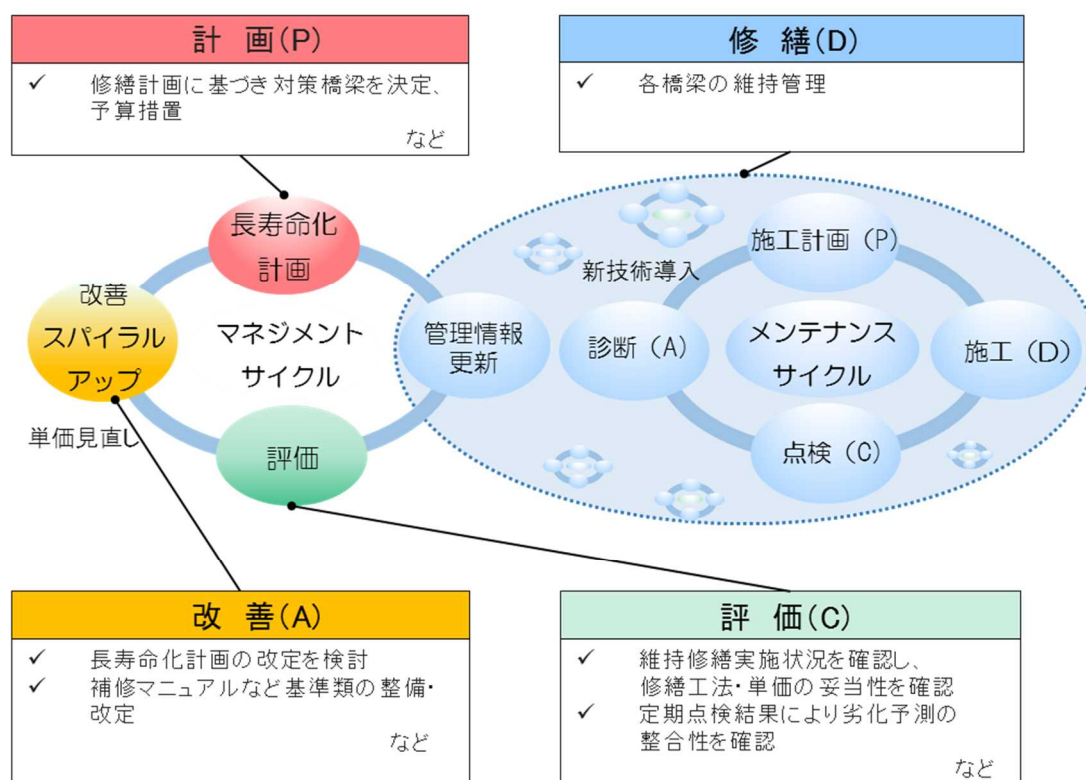 計 画(P)
✓ 修繕計画に基づき対策橋梁を決定、
予算措置
など
修 繕(D)
✓ 各橋梁の維持管理
長寿命化
計画
改善
スパイラル
アップ
マネジメント
サイクル
管理情報
更新
評価
単価見直し
新技術導入
施工計画(P)
診断(A)
メンテナンス
サイクル
施工(D)
点検(C)
改 善(A)
✓ 長寿命化計画の改定を検討
✓ 補修マニュアルなど基準類の整備・
改定
など
評 価(C)
✓ 維持修繕実施状況を確認し、
修繕工法・単価の妥当性を確認
✓ 定期点検結果により劣化予測の
整合性を確認
など